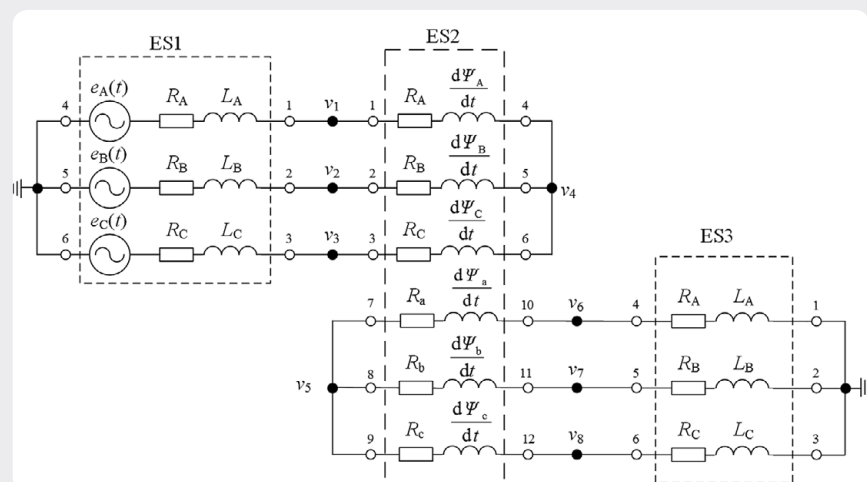 ES1
ES2
e_A(t) R_A L_A R_A dΨ_A/dt
4 1 v_1 1 4
e_B(t) R_B L_B R_B dΨ_B/dt
5 2 v_2 2 5 v_4
e_C(t) R_C L_C R_C dΨ_C/dt
6 3 v_3 3 6
ES3
7 R_a dΨ_a/dt 10 v_6 4 R_A L_A 1
v_5 8 R_b dΨ_b/dt 11 v_7 5 R_B L_B 2
9 R_c dΨ_c/dt 12 v_8 6 R_C L_C 3